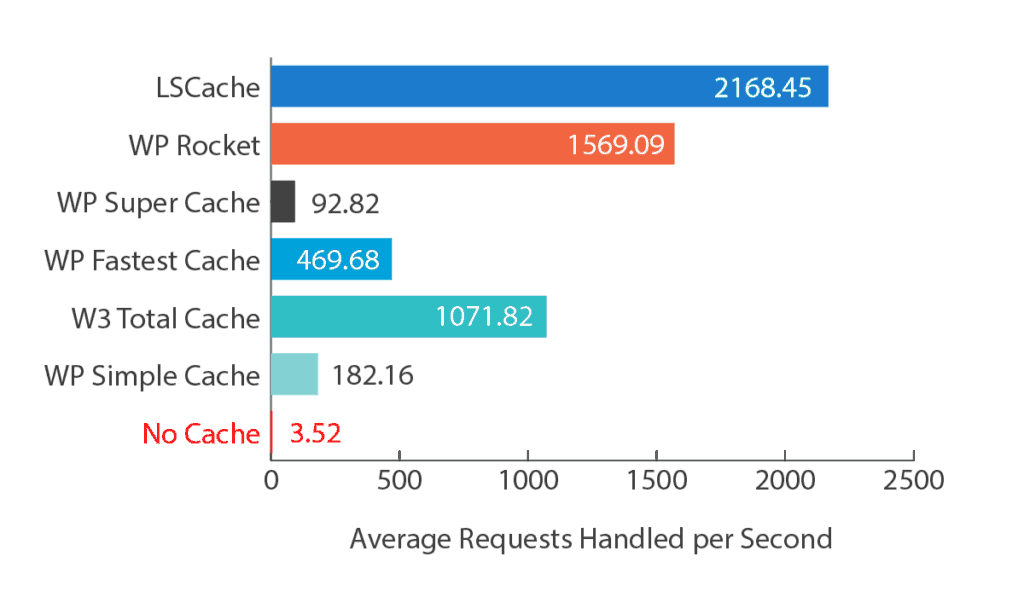 LSCache 2168.45
WP Rocket 1569.09
WP Super Cache 92.82
WP Fastest Cache 469.68
W3 Total Cache 1071.82
WP Simple Cache 182.16
No Cache 3.52
0 500 1000 1500 2000 2500
Average Requests Handled per Second